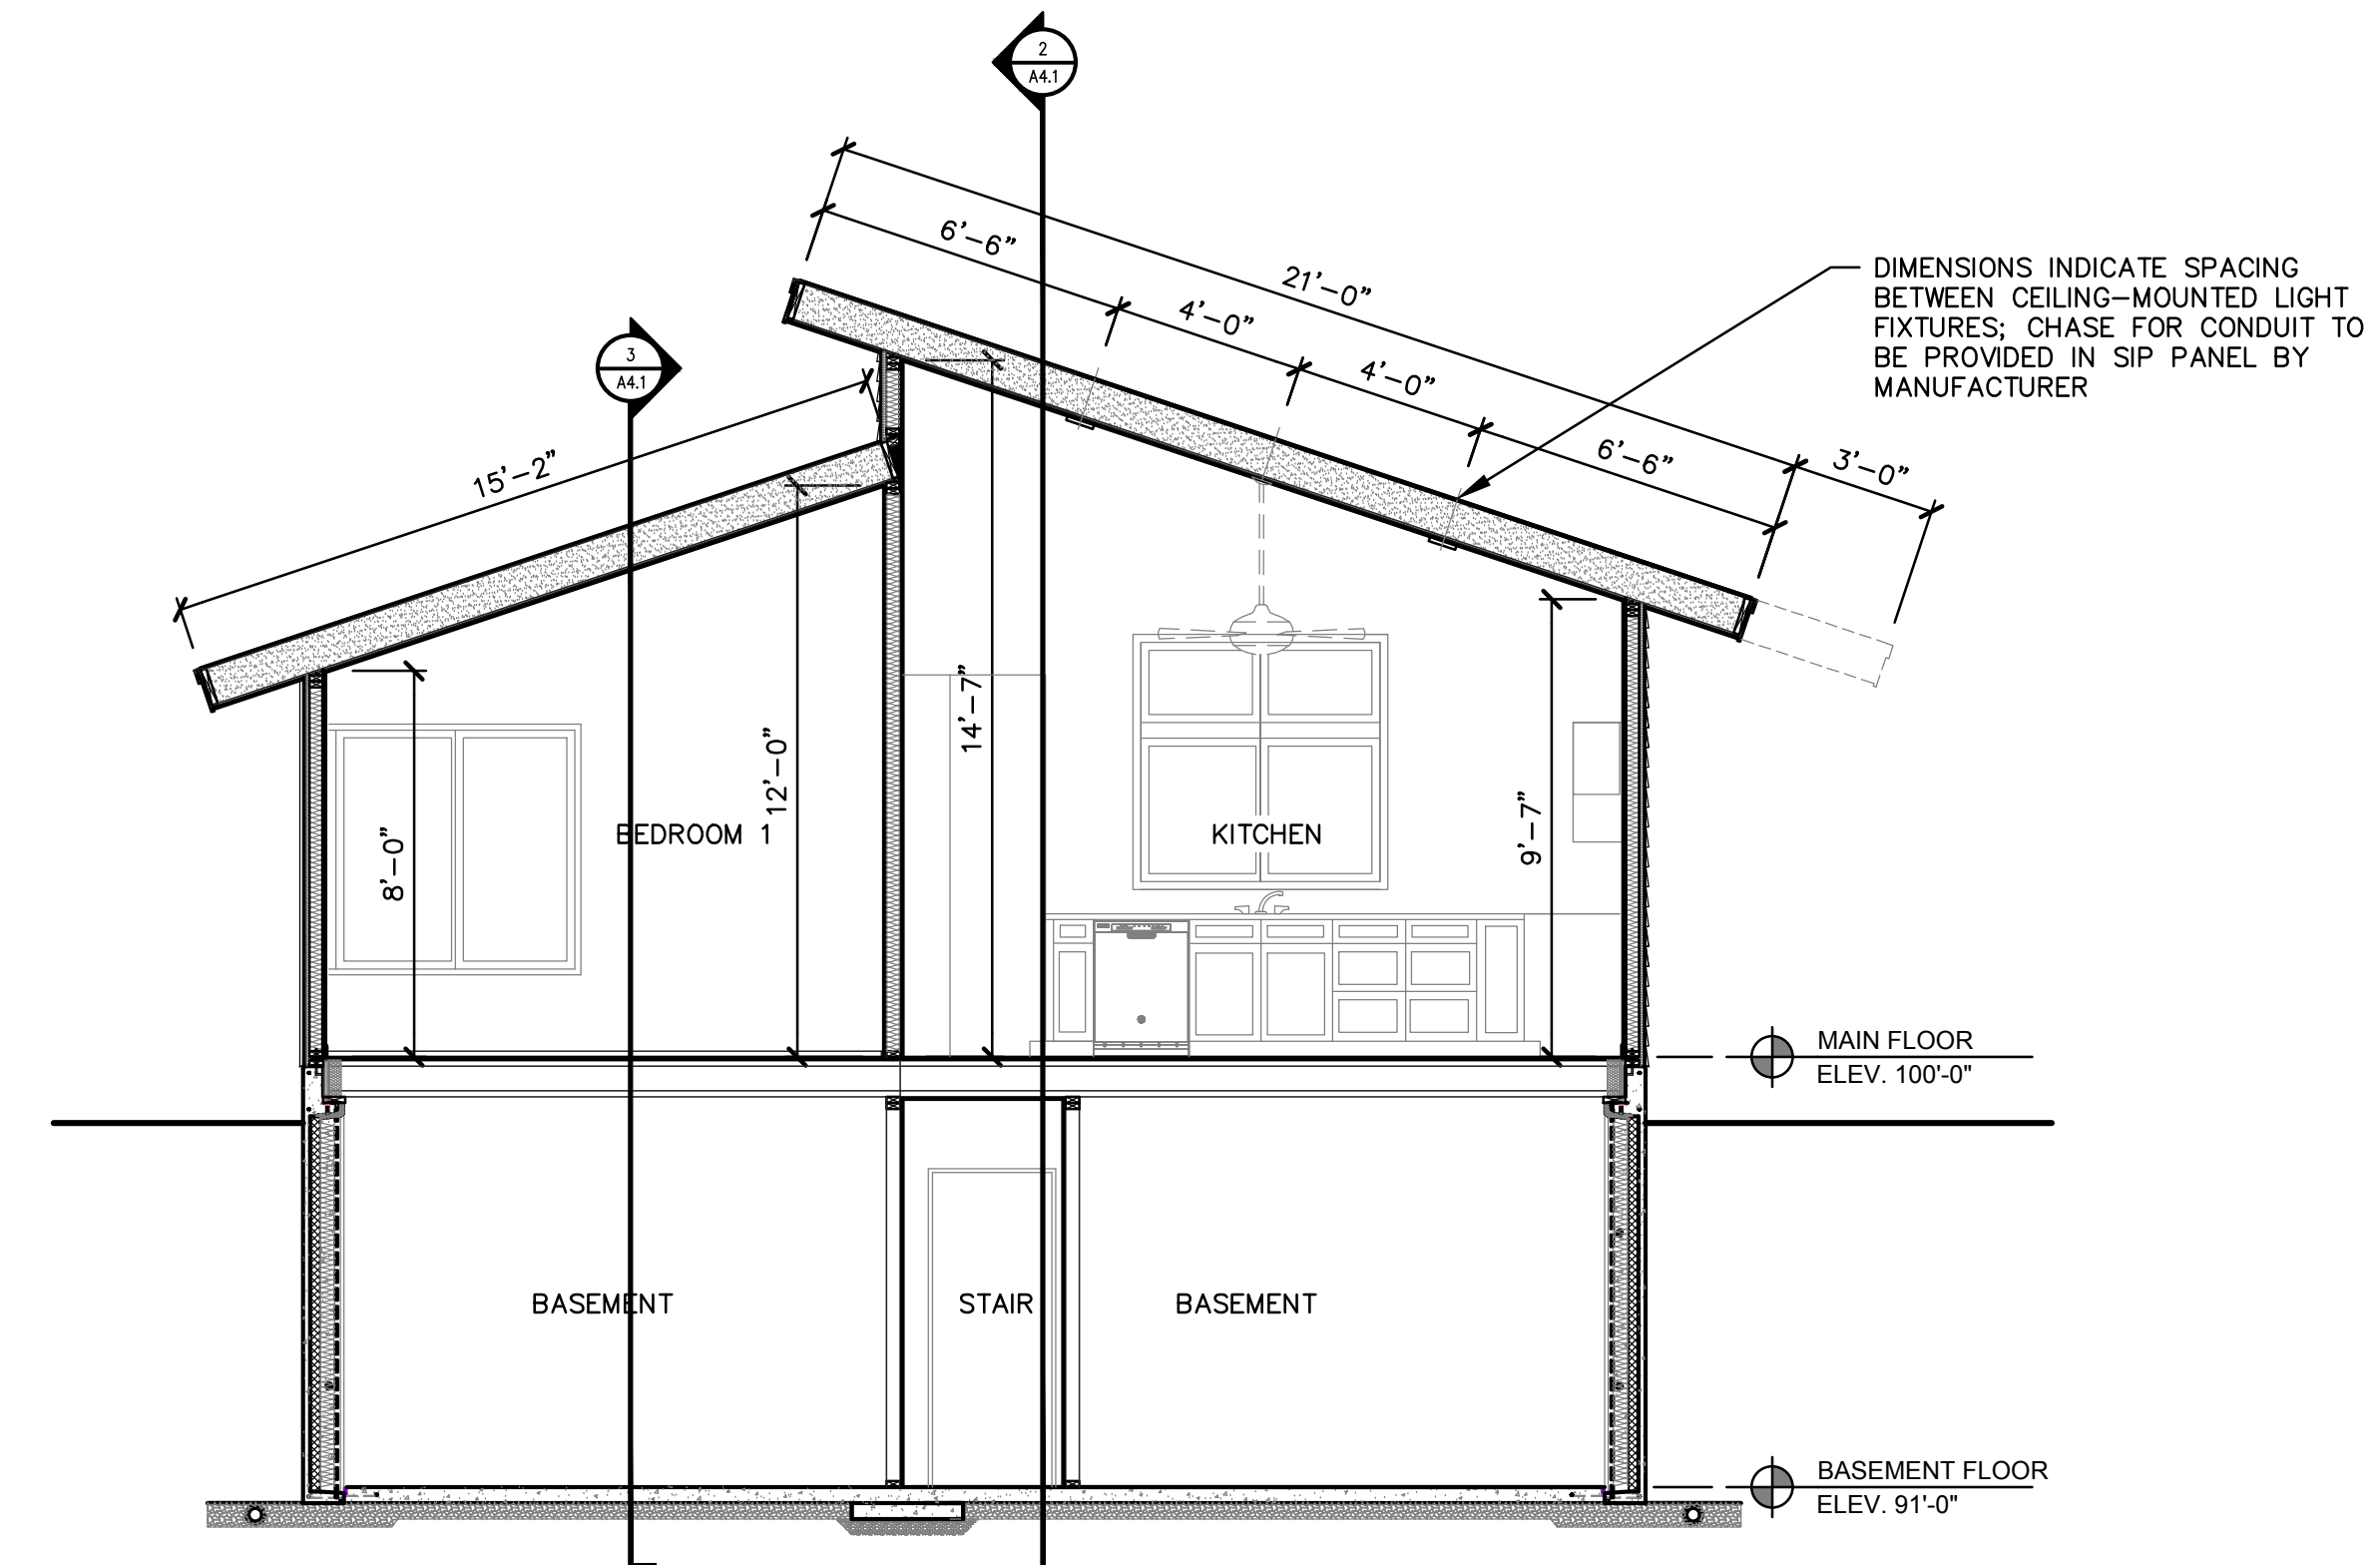 2
A4.1
3
A4.1
6'-6"
21'-0"
4'-0"
4'-0"
6'-6"
3'-0"
15'-2"
DIMENSIONS INDICATE SPACING
BETWEEN CEILING-MOUNTED LIGHT
FIXTURES; CHASE FOR CONDUIT TO
BE PROVIDED IN SIP PANEL BY
MANUFACTURER
8'-0"
BEDROOM 1
12'-0"
14'-7"
KITCHEN
9'-7"
MAIN FLOOR
ELEV. 100'-0"
BASEMENT
STAIR
BASEMENT
BASEMENT FLOOR
ELEV. 91'-0"